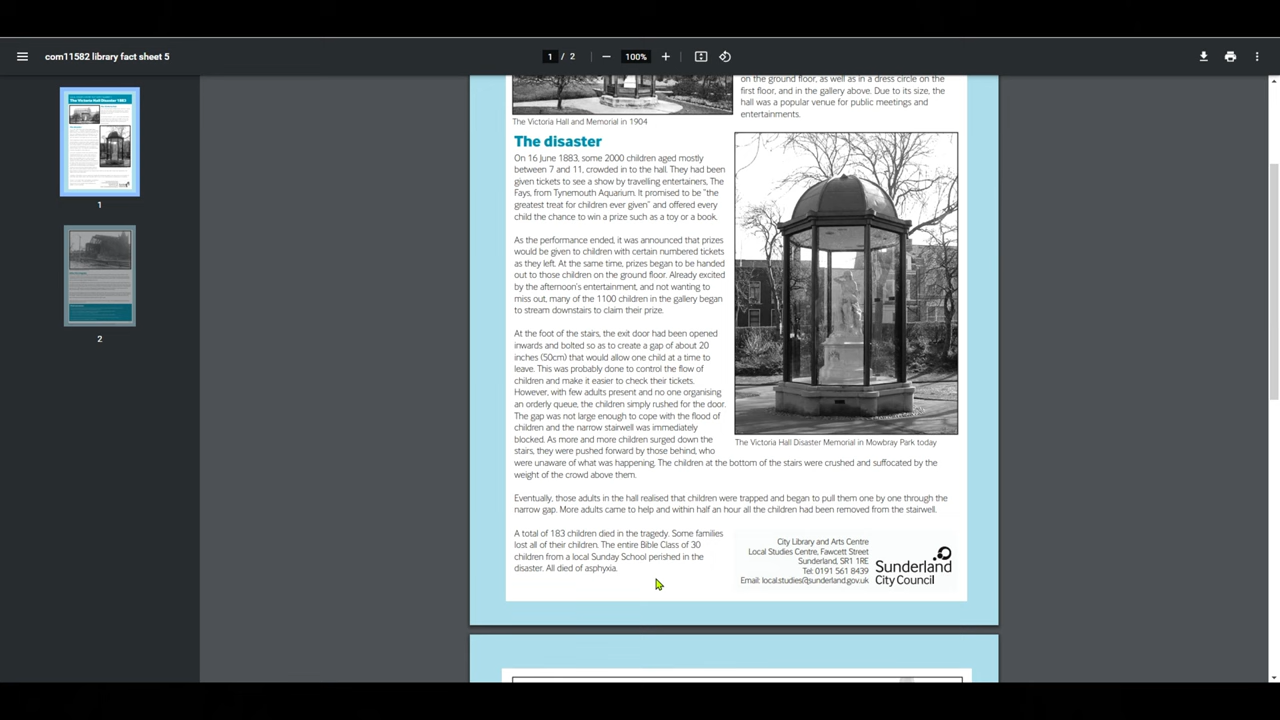 com11582 library fact sheet 5
1 / 2
100%
1
2
on the ground floor, as well as in a dress circle on the
first floor, and in the gallery above. Due to its size, the
hall was a popular venue for public meetings and
entertainments.
The Victoria Hall and Memorial in 1904
The disaster
On 16 June 1883, some 2000 children aged mostly
between 7 and 11, crowded in to the hall. They had been
given tickets to see a show by travelling entertainers, The
Fays, from Tynemouth Aquarium. It promised to be "the
greatest treat for children ever given" and offered every
child the chance to win a prize such as a toy or a book.
As the performance ended, it was announced that prizes
would be given to children with certain numbered tickets
as they left. At the same time, prizes began to be handed
out to those children on the ground floor. Already excited
by the afternoon's entertainment, and not wanting to
miss out, many of the 1100 children in the gallery began
to stream downstairs to claim their prize.
At the foot of the stairs, the exit door had been opened
inwards and bolted so as to create a gap of about 20
inches (50cm) that would allow one child at a time to
leave. This was probably done to control the flow of
children and make it easier to check their tickets.
However, with few adults present and no one organising
an orderly queue, the children simply rushed for the door.
The gap was not large enough to cope with the flood of
children and the narrow stairwell was immediately
blocked. As more and more children surged down the
stairs, they were pushed forward by those behind, who
were unaware of what was happening. The children at the bottom of the stairs were crushed and suffocated by the
weight of the crowd above them.
The Victoria Hall Disaster Memorial in Mowbray Park today
Eventually, those adults in the hall realised that children were trapped and began to pull them one by one through the
narrow gap. More adults came to help and within half an hour all the children had been removed from the stairwell.
A total of 183 children died in the tragedy. Some families
lost all of their children. The entire Bible Class of 30
children from a local Sunday School perished in the
disaster. All died of asphyxia.
City Library and Arts Centre
Local Studies Centre, Fawcett Street
Sunderland, SR1 1RE
Tel: 0191 561 8439
Email: local.studies@sunderland.gov.uk
Sunderland
City Council